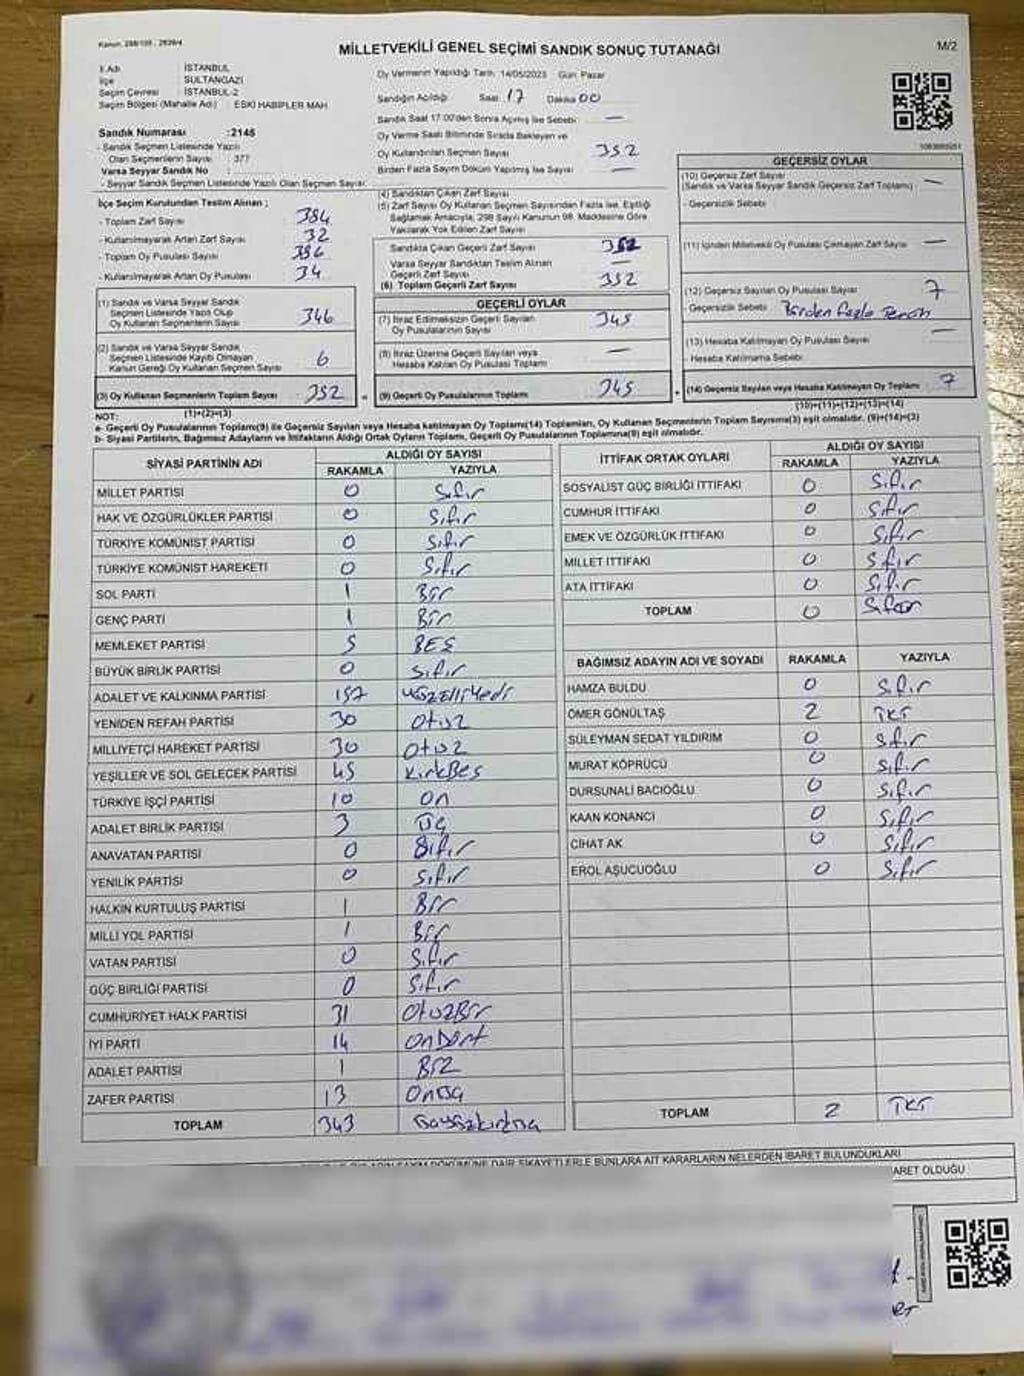 Kanun: 298/105 , 2839/4
M/2
MİLLETVEKİLİ GENEL SEÇİMİ SANDIK SONUÇ TUTANAĞI
İl Adı : İSTANBUL
İlçe : SULTANGAZİ
Seçim Çevresi : İSTANBUL-2
Seçim Bölgesi (Mahalle Adı) : ESKİ HABİPLER MAH
Oy Vermenin Yapıldığı Tarih: 14/05/2023 Gün: Pazar
Sandığın Açıldığı Saat 17 Dakika 00
Sandık Saat 17:00'den Sonra Açılmış İse Sebebi: —
Sandık Numarası :2145
- Sandık Seçmen Listesinde Yazılı
Olan Seçmenlerin Sayısı : 377
Varsa Seyyar Sandık No :
- Seyyar Sandık Seçmen Listesinde Yazılı Olan Seçmen Sayısı:
Oy Verme Saati Bitiminde Sırada Bekleyen ve
Oy Kullandırılan Seçmen Sayısı 352
Birden Fazla Sayım Döküm Yapılmış İse Sayısı —
İlçe Seçim Kurulundan Teslim Alınan ;
- Toplam Zarf Sayısı : 384
- Kullanılmayarak Artan Zarf Sayısı : 32
- Toplam Oy Pusulası Sayısı : 386
- Kullanılmayarak Artan Oy Pusulası : 34
(1) Sandık ve Varsa Seyyar Sandık
Seçmen Listesinde Yazılı Olup
Oy Kullanan Seçmenlerin Sayısı 346
(2) Sandık ve Varsa Seyyar Sandık
Seçmen Listesinde Kaydı Olmayan
Kanun Gereği Oy Kullanan Seçmen Sayısı 6
(3) Oy Kullanan Seçmenlerin Toplam Sayısı 352
(4) Sandıktan Çıkan Zarf Sayısı
(5) Zarf Sayısı Oy Kullanan Seçmen Sayısından Fazla İse, Eşitliği
Sağlamak Amacıyla, 298 Sayılı Kanunun 98. Maddesine Göre
Yakılarak Yok Edilen Zarf Sayısı
Sandıkta Çıkan Geçerli Zarf Sayısı 352
Varsa Seyyar Sandıktan Teslim Alınan
Geçerli Zarf Sayısı —
(6) Toplam Geçerli Zarf Sayısı 352
GEÇERLİ OYLAR
(7) İtiraz Edilmeksizin Geçerli Sayılan
Oy Pusulalarının Sayısı 345
(8) İtiraz Üzerine Geçerli Sayılan veya
Hesaba Katılan Oy Pusulası Toplamı —
(9) Geçerli Oy Pusulalarının Toplamı 345
GEÇERSİZ OYLAR
(10) Geçersiz Zarf Sayısı
(Sandık ve Varsa Seyyar Sandık Geçersiz Zarf Toplamı) —
- Geçersizlik Sebebi
(11) İçinden Milletvekili Oy Pusulası Çıkmayan Zarf Sayısı —
(12) Geçersiz Sayılan Oy Pusulası Sayısı 7
- Geçersizlik Sebebi Birden fazla Tercih
(13) Hesaba Katılmayan Oy Pusulası Sayısı —
- Hesaba Katılmama Sebebi
(14) Geçersiz Sayılan veya Hesaba Katılmayan Oy Toplamı 7
NOT: (1)+(2)=(3) (10)+(11)+(12)+(13)=(14)
a- Geçerli Oy Pusulalarının Toplamı(9) ile Geçersiz Sayılan veya Hesaba katılmayan Oy Toplamı(14) Toplamları, Oy Kullanan Seçmenlerin Toplam Sayısına(3) eşit olmalıdır. (9)+(14)=(3)
b- Siyasi Partilerin, Bağımsız Adayların ve İttifakların Aldığı Ortak Oyların Toplamı, Geçerli Oy Pusulalarının Toplamına(9) eşit olmalıdır.
SİYASİ PARTİNİN ADI ALDIĞI OY SAYISI
RAKAMLA YAZIYLA
MİLLET PARTİSİ 0 Sıfır
HAK VE ÖZGÜRLÜKLER PARTİSİ 0 Sıfır
TÜRKİYE KOMÜNİST PARTİSİ 0 Sıfır
TÜRKİYE KOMÜNİST HAREKETİ 0 Sıfır
SOL PARTİ 1 Bir
GENÇ PARTİ 1 Bir
MEMLEKET PARTİSİ 5 BEŞ
BÜYÜK BİRLİK PARTİSİ 0 Sıfır
ADALET VE KALKINMA PARTİSİ 157 YüzElliYedi
YENİDEN REFAH PARTİSİ 30 Otuz
MİLLİYETÇİ HAREKET PARTİSİ 30 Otuz
YEŞİLLER VE SOL GELECEK PARTİSİ 45 KırkBeş
TÜRKİYE İŞÇİ PARTİSİ 10 On
ADALET BİRLİK PARTİSİ 3 Üç
ANAVATAN PARTİSİ 0 Sıfır
YENİLİK PARTİSİ 0 Sıfır
HALKIN KURTULUŞ PARTİSİ 1 Bir
MİLLİ YOL PARTİSİ 1 Bir
VATAN PARTİSİ 0 Sıfır
GÜÇ BİRLİĞİ PARTİSİ 0 Sıfır
CUMHURİYET HALK PARTİSİ 31 OtuzBir
İYİ PARTİ 14 OnDört
ADALET PARTİSİ 1 Bir
ZAFER PARTİSİ 13 OnÜç
TOPLAM 343 ÜçyüzKırkÜç
İTTİFAK ORTAK OYLARI ALDIĞI OY SAYISI
RAKAMLA YAZIYLA
SOSYALİST GÜÇ BİRLİĞİ İTTİFAKI 0 Sıfır
CUMHUR İTTİFAKI 0 Sıfır
EMEK VE ÖZGÜRLÜK İTTİFAKI 0 Sıfır
MİLLET İTTİFAKI 0 Sıfır
ATA İTTİFAKI 0 Sıfır
TOPLAM 0 Sıfır
BAĞIMSIZ ADAYIN ADI VE SOYADI RAKAMLA YAZIYLA
HAMZA BULDU 0 Sıfır
ÖMER GÖNÜLTAŞ 2 İKİ
SÜLEYMAN SEDAT YILDIRIM 0 Sıfır
MURAT KÖPRÜCÜ 0 Sıfır
DURSUNALİ BACIOĞLU 0 Sıfır
KAAN KONANCI 0 Sıfır
CİHAT AK 0 Sıfır
EROL AŞUCUOĞLU 0 Sıfır
TOPLAM 2 İKİ
DÖKÜMÜNE DAİR ŞİKAYETLERLE BUNLARA AİT KARARLARIN NELERDEN İBARET BULUNDUKLARI
OLDUĞU